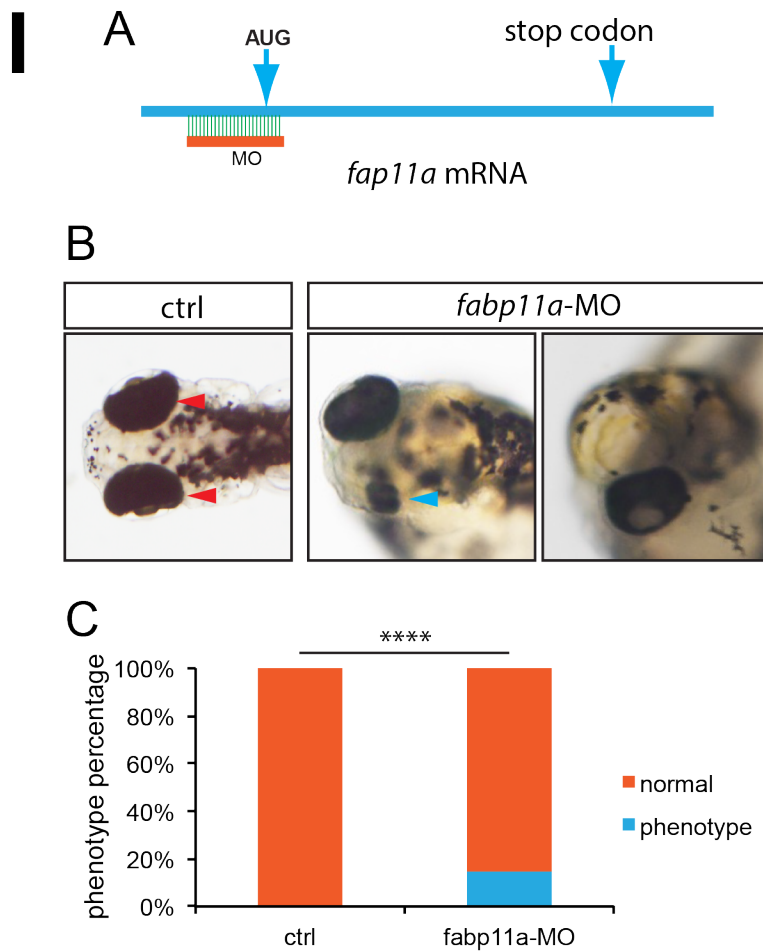 I
A
AUG
stop codon
MO
fap11a mRNA
B
ctrl
fabp11a-MO
C
****
phenotype percentage
100%
80%
60%
40%
20%
0%
normal
phenotype
ctrl
fabp11a-MO